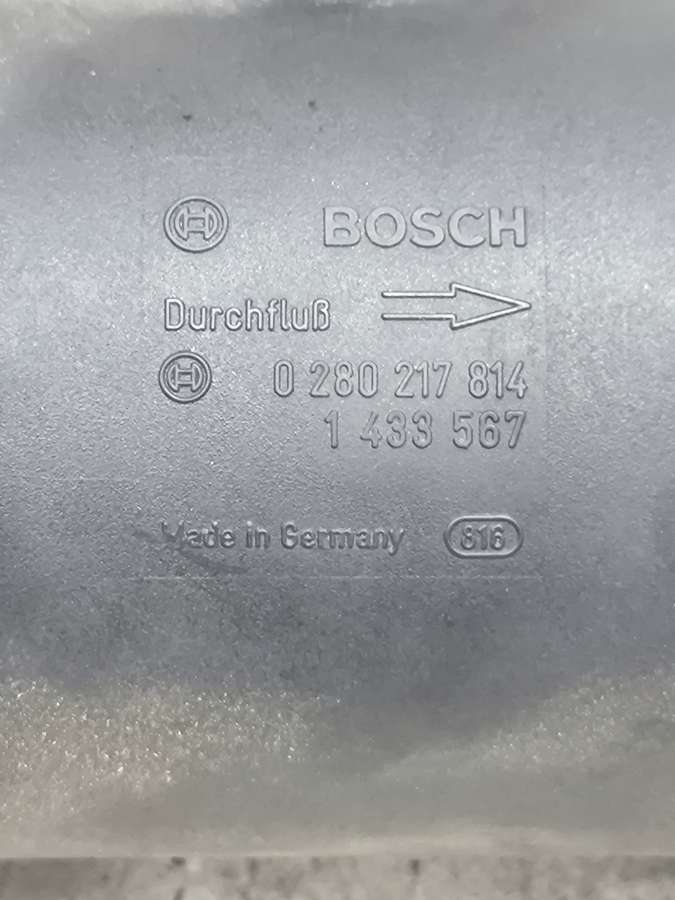 BOSCH
Durchfluß
0 280 217 814
1 433 567
Made in Germany 816